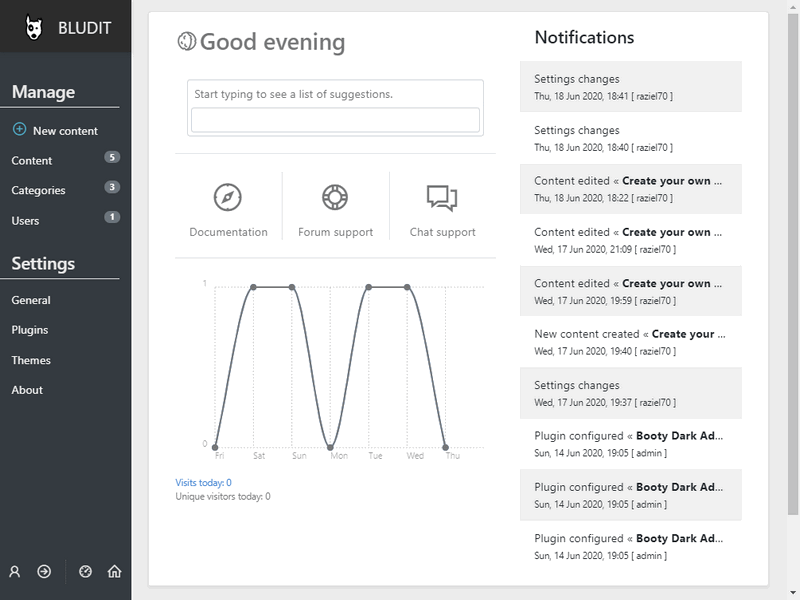 BLUDIT
Manage
New content
Content 5
Categories 3
Users 1
Settings
General
Plugins
Themes
About
Good evening
Start typing to see a list of suggestions.
Documentation
Forum support
Chat support
1
0
Fri Sat Sun Mon Tue Wed Thu
Visits today: 0
Unique visitors today: 0
Notifications
Settings changes
Thu, 18 Jun 2020, 18:41 [ raziel70 ]
Settings changes
Thu, 18 Jun 2020, 18:40 [ raziel70 ]
Content edited « Create your own ...
Thu, 18 Jun 2020, 18:22 [ raziel70 ]
Content edited « Create your own ...
Wed, 17 Jun 2020, 21:09 [ raziel70 ]
Content edited « Create your own ...
Wed, 17 Jun 2020, 19:59 [ raziel70 ]
New content created « Create your ...
Wed, 17 Jun 2020, 19:40 [ raziel70 ]
Settings changes
Wed, 17 Jun 2020, 19:37 [ raziel70 ]
Plugin configured « Booty Dark Ad...
Sun, 14 Jun 2020, 19:05 [ admin ]
Plugin configured « Booty Dark Ad...
Sun, 14 Jun 2020, 19:05 [ admin ]
Plugin configured « Booty Dark Ad...
Sun, 14 Jun 2020, 19:05 [ admin ]